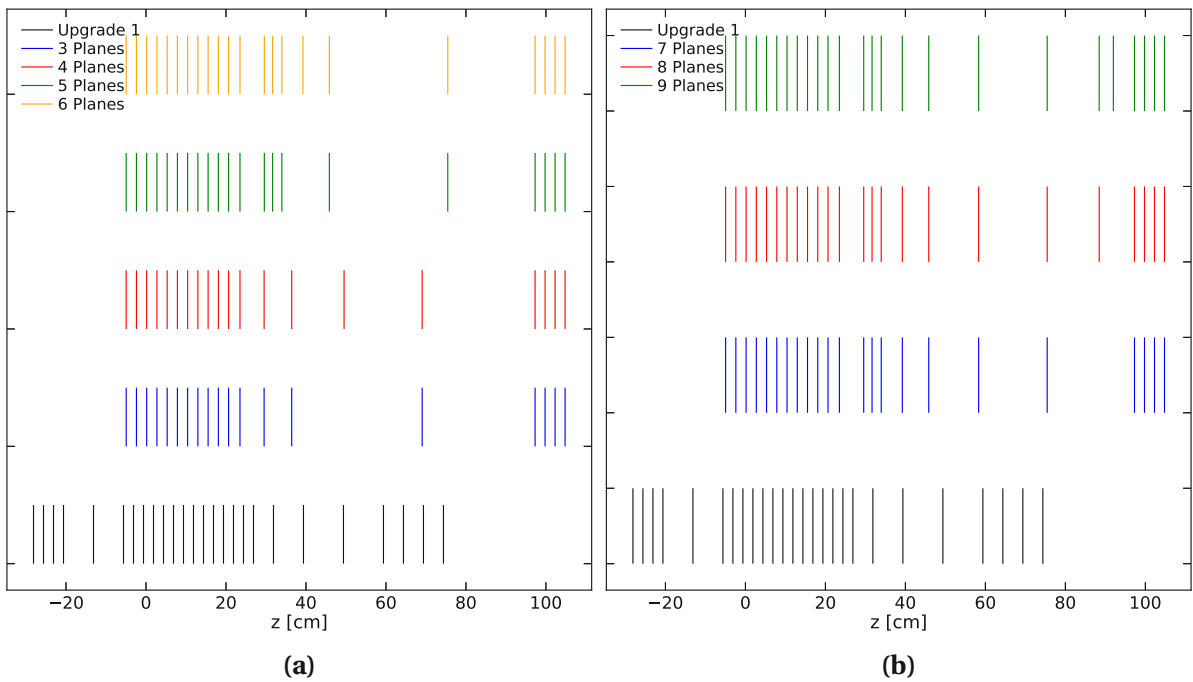 Upgrade 1
3 Planes
4 Planes
5 Planes
6 Planes
−20 0 20 40 60 80 100
z [cm]
(a)
Upgrade 1
7 Planes
8 Planes
9 Planes
−20 0 20 40 60 80 100
z [cm]
(b)